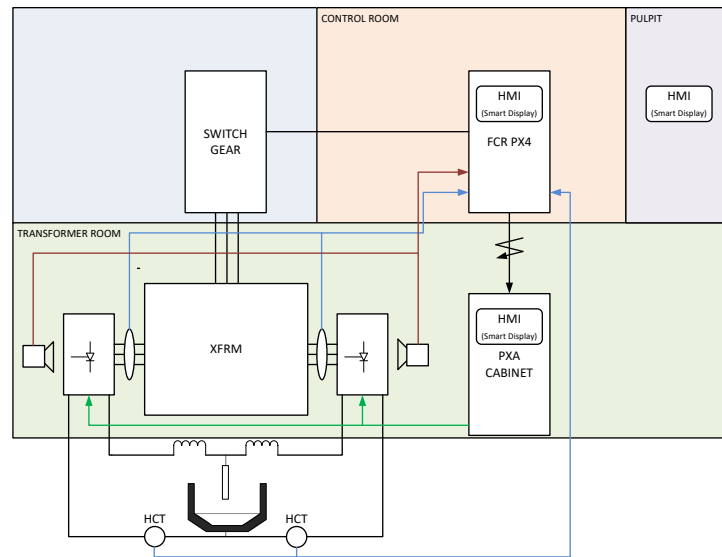 CONTROL ROOM
PULPIT
HMI
(Smart Display)
FCR PX4
HMI
(Smart Display)
SWITCH
GEAR
TRANSFORMER ROOM
XFRM
HMI
(Smart Display)
PXA
CABINET
HCT
HCT